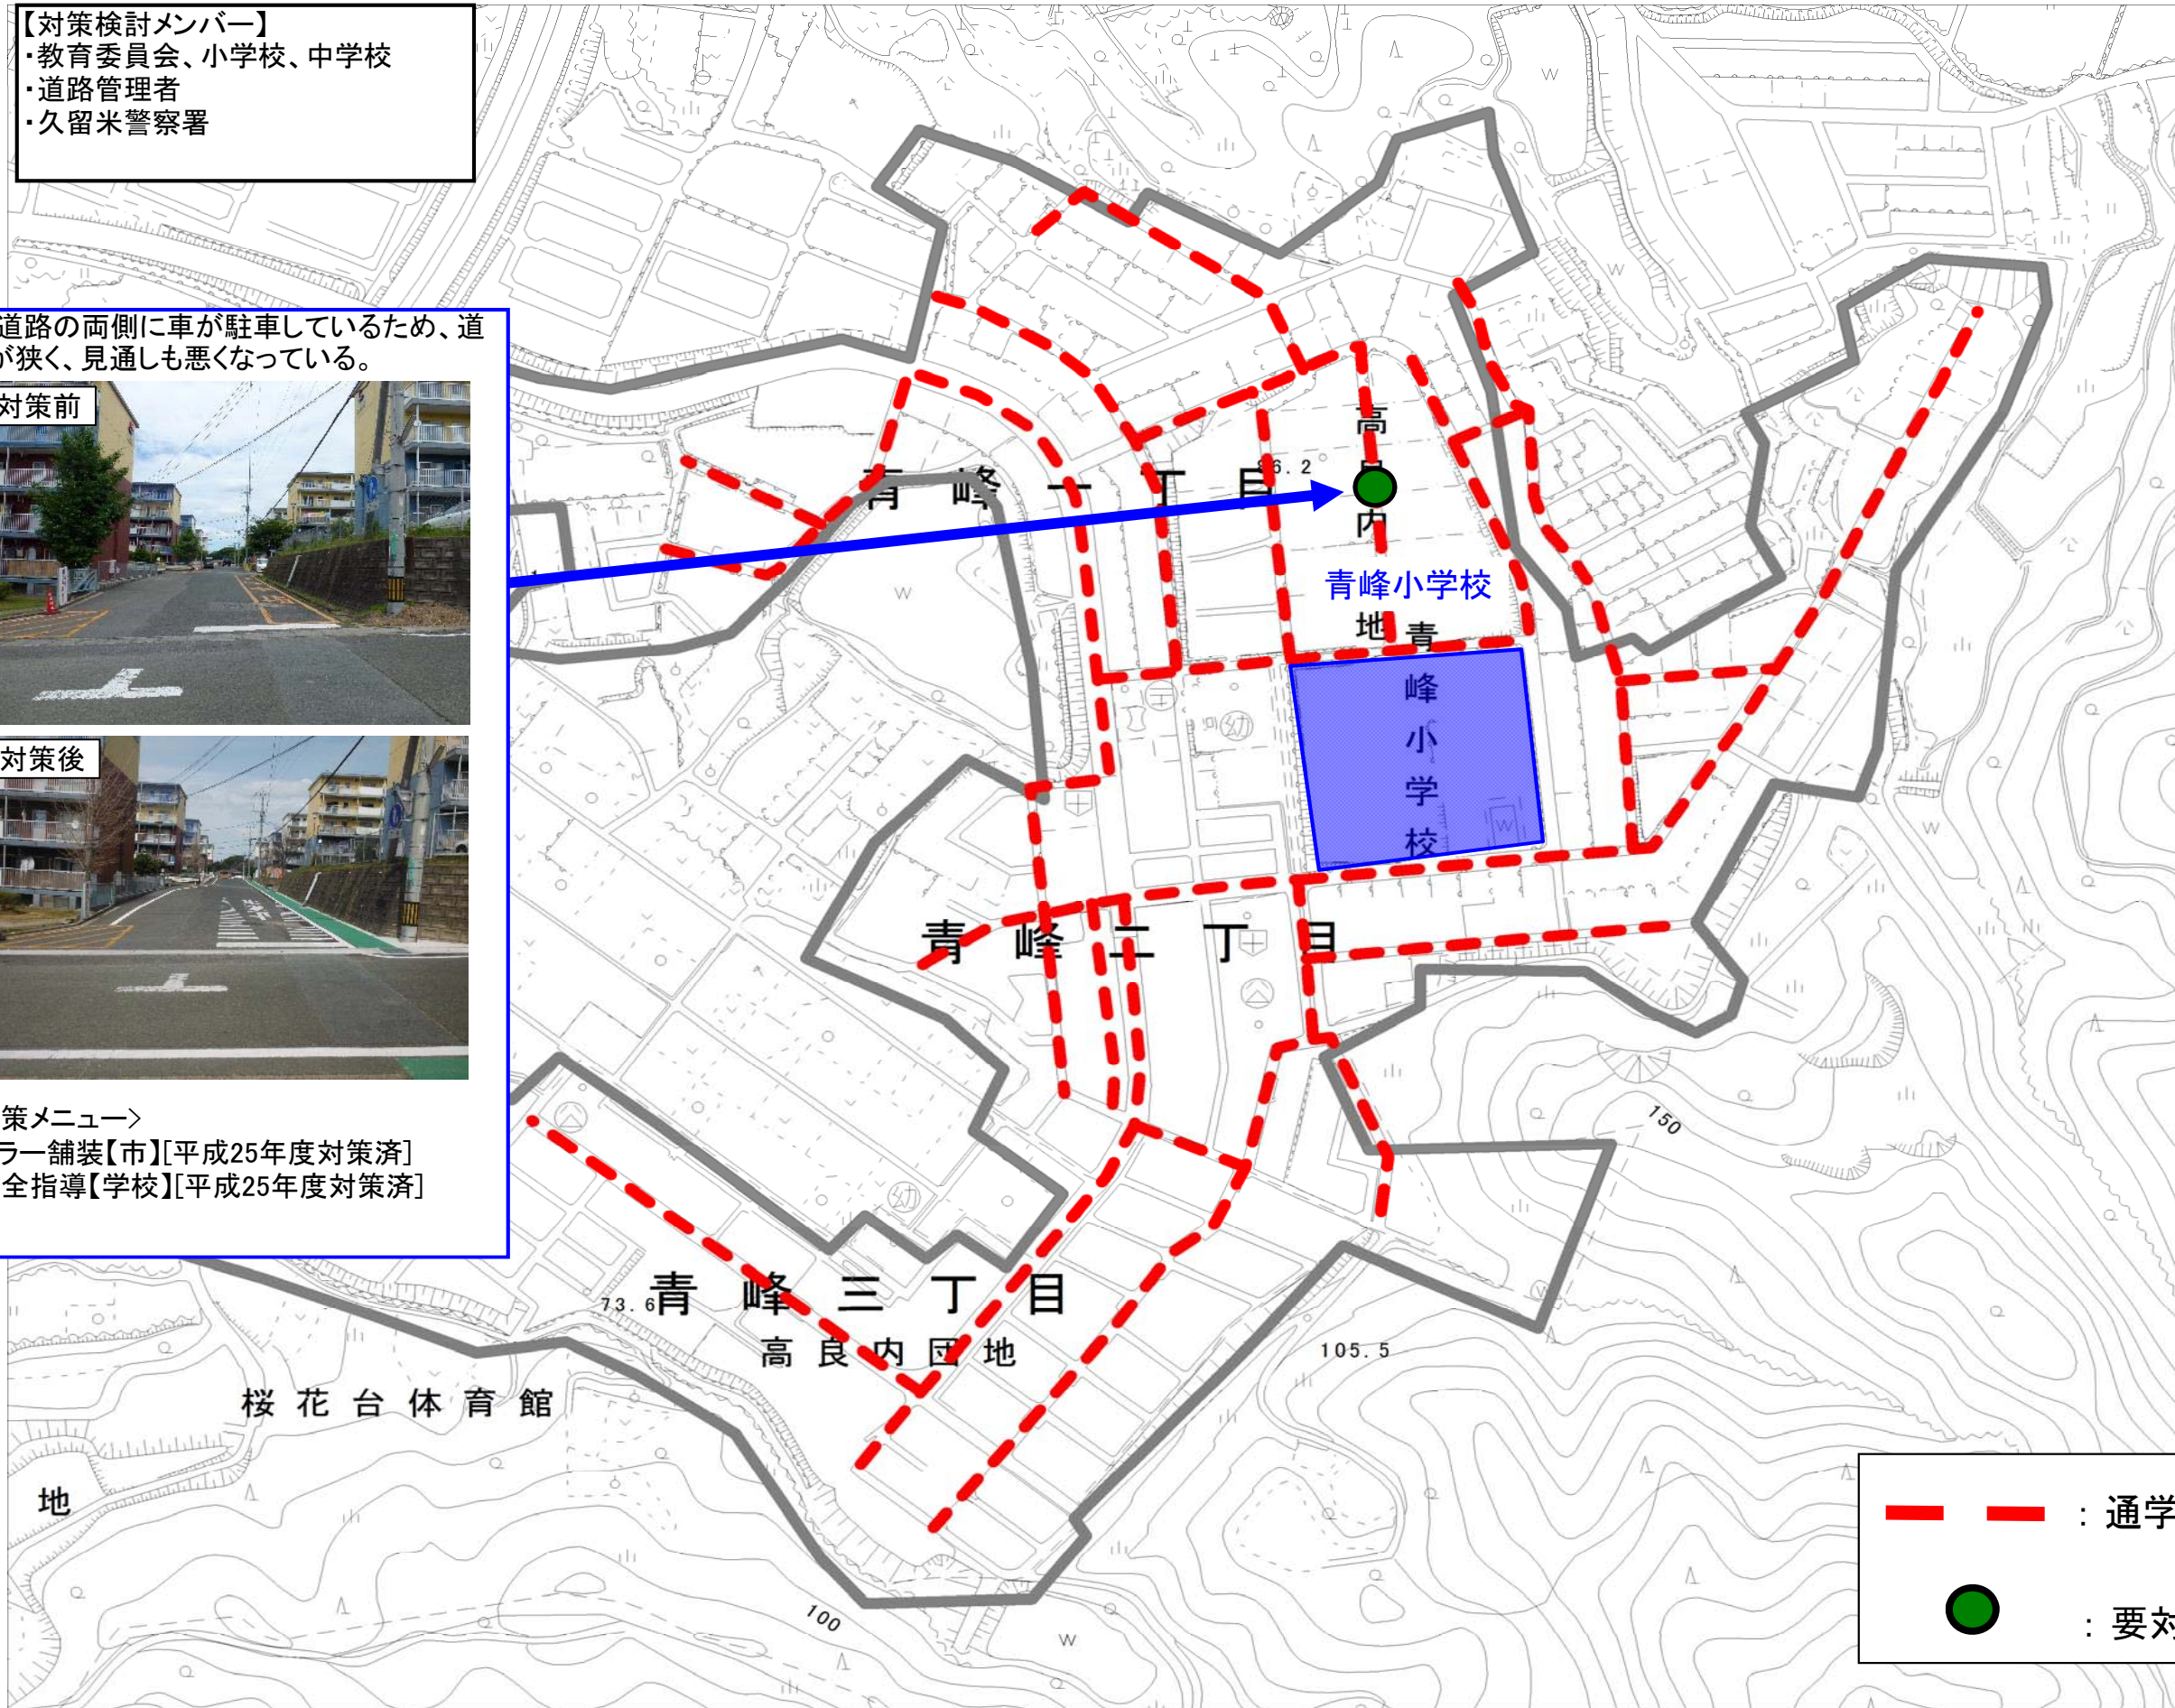 【対策検討メンバー】
・教育委員会、小学校、中学校
・道路管理者
・久留米警察署
道路の両側に車が駐車しているため、道
が狭く、見通しも悪くなっている。
対策前
対策後
策メニュー>
ラー舗装【市】[平成25年度対策済]
全指導【学校】[平成25年度対策済]
青峰一丁目
86.2
高良内
地
青峰小学校
青峰小学校
幼
青峰二丁目
150
幼
青峰三丁目
73.6
高良内団地
105.5
桜花台体育館
地
100
：通学
：要対